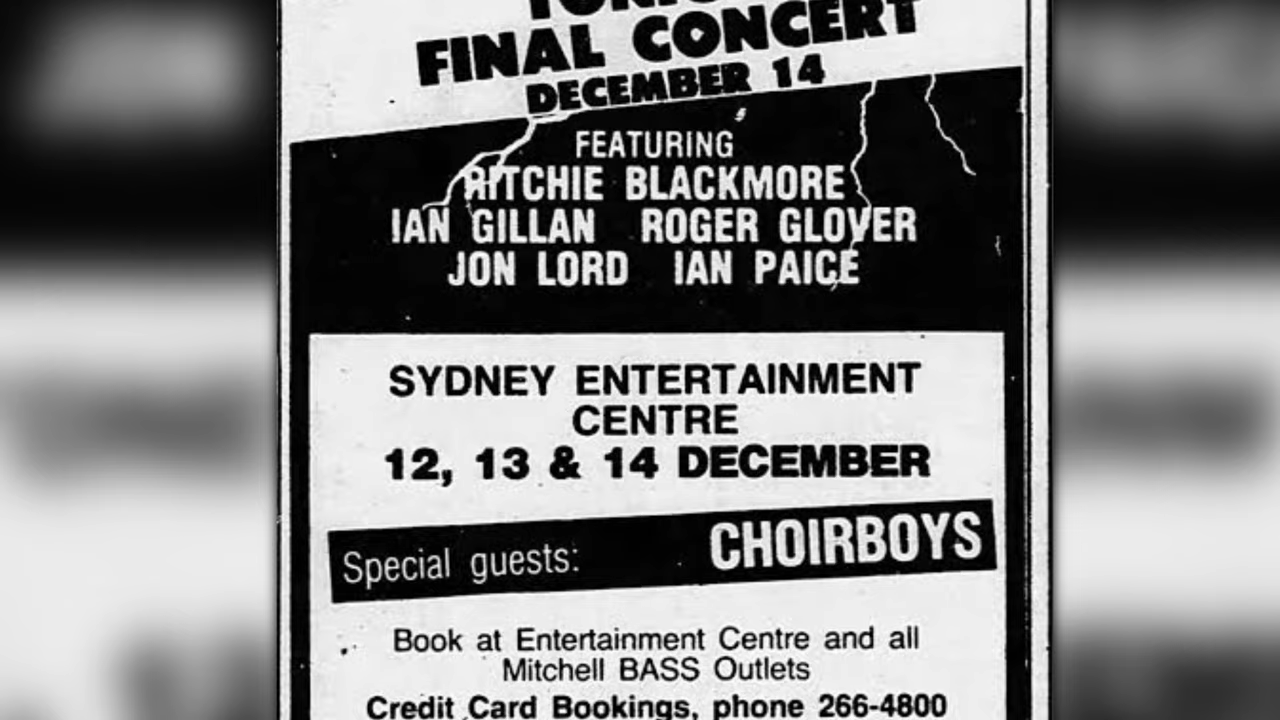 FINAL CONCERT
DECEMBER 14
FEATURING
RITCHIE BLACKMORE
IAN GILLAN ROGER GLOVER
JON LORD IAN PAICE
SYDNEY ENTERTAINMENT
CENTRE
12, 13 & 14 DECEMBER
Special guests: CHOIRBOYS
Book at Entertainment Centre and all
Mitchell BASS Outlets
Credit Card Bookings, phone 266-4800